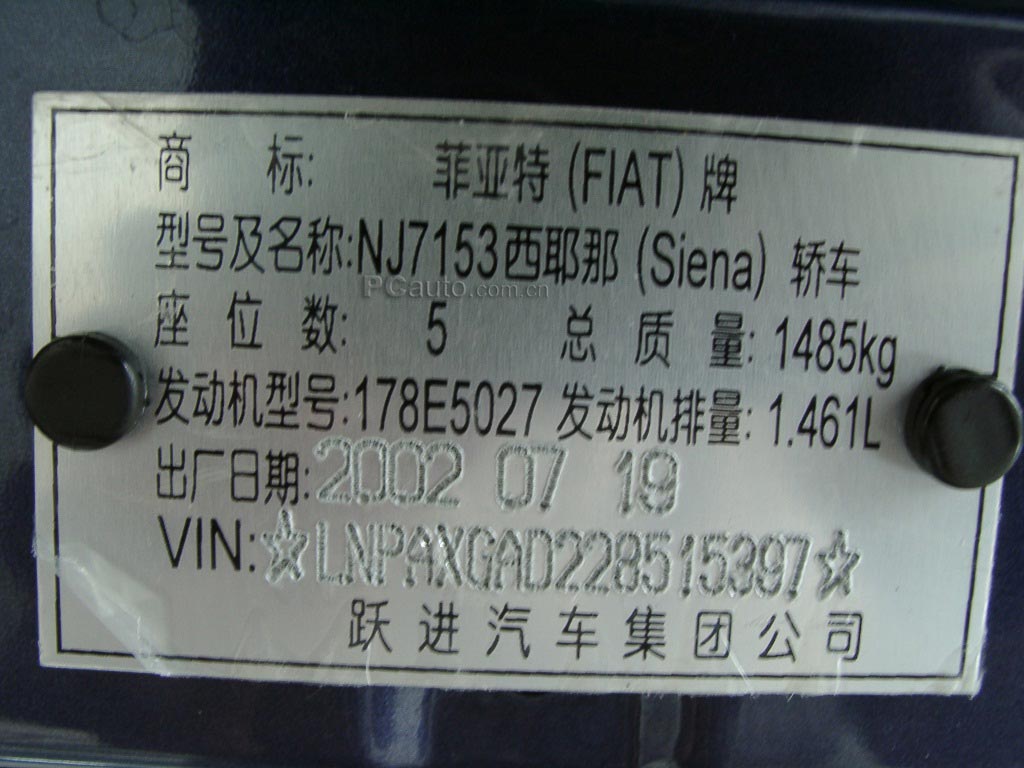 商标: 菲亚特 (FIAT) 牌
型号及名称:NJ7153西耶那 (Siena) 轿车
PCauto.com.cn
座位数: 5 总质量: 1485kg
发动机型号:178E5027 发动机排量: 1.461L
出厂日期:2002 07 19
VIN:☆LNPAXGAD228515397☆
跃进汽车集团公司